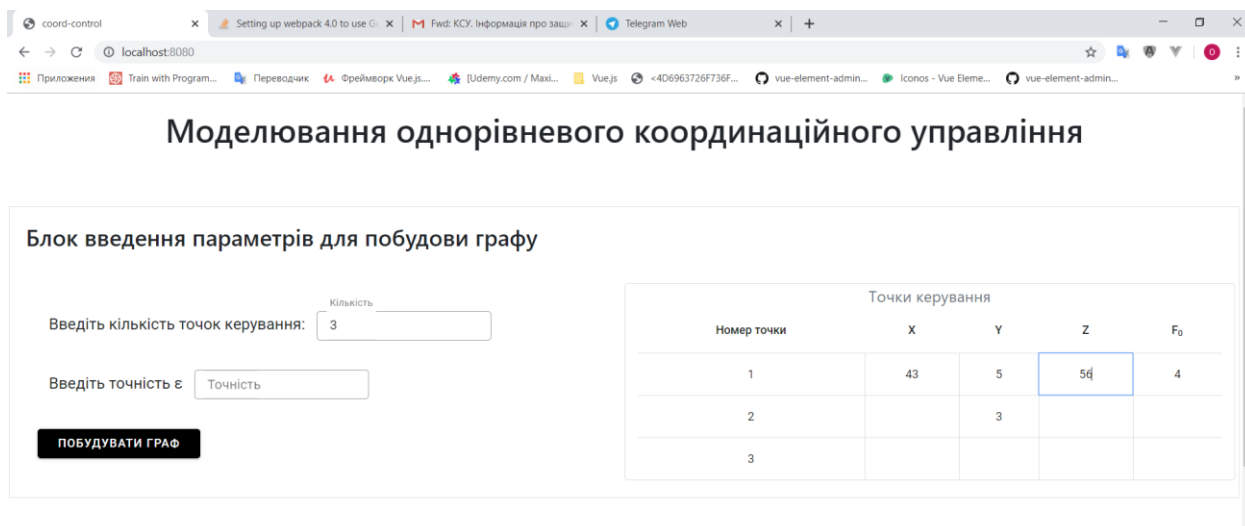 coord-control
Setting up webpack 4.0 to use G
Fwd: КСУ. Інформація про защи
Telegram Web
localhost:8080
Приложения Train with Program... Переводчик Фреймворк Vue.js.... [Udemy.com / Maxi... Vue.js <4D6963726F736F... vue-element-admin... Iconos - Vue Eleme... vue-element-admin... »
Моделювання однорівневого координаційного управління
Блок введення параметрів для побудови графу
Кількість
Введіть кількість точок керування: 3
Введіть точність ε Точність
ПОБУДУВАТИ ГРАФ
Точки керування
Номер точки X Y Z F₀
1 43 5 56 4
2 3
3